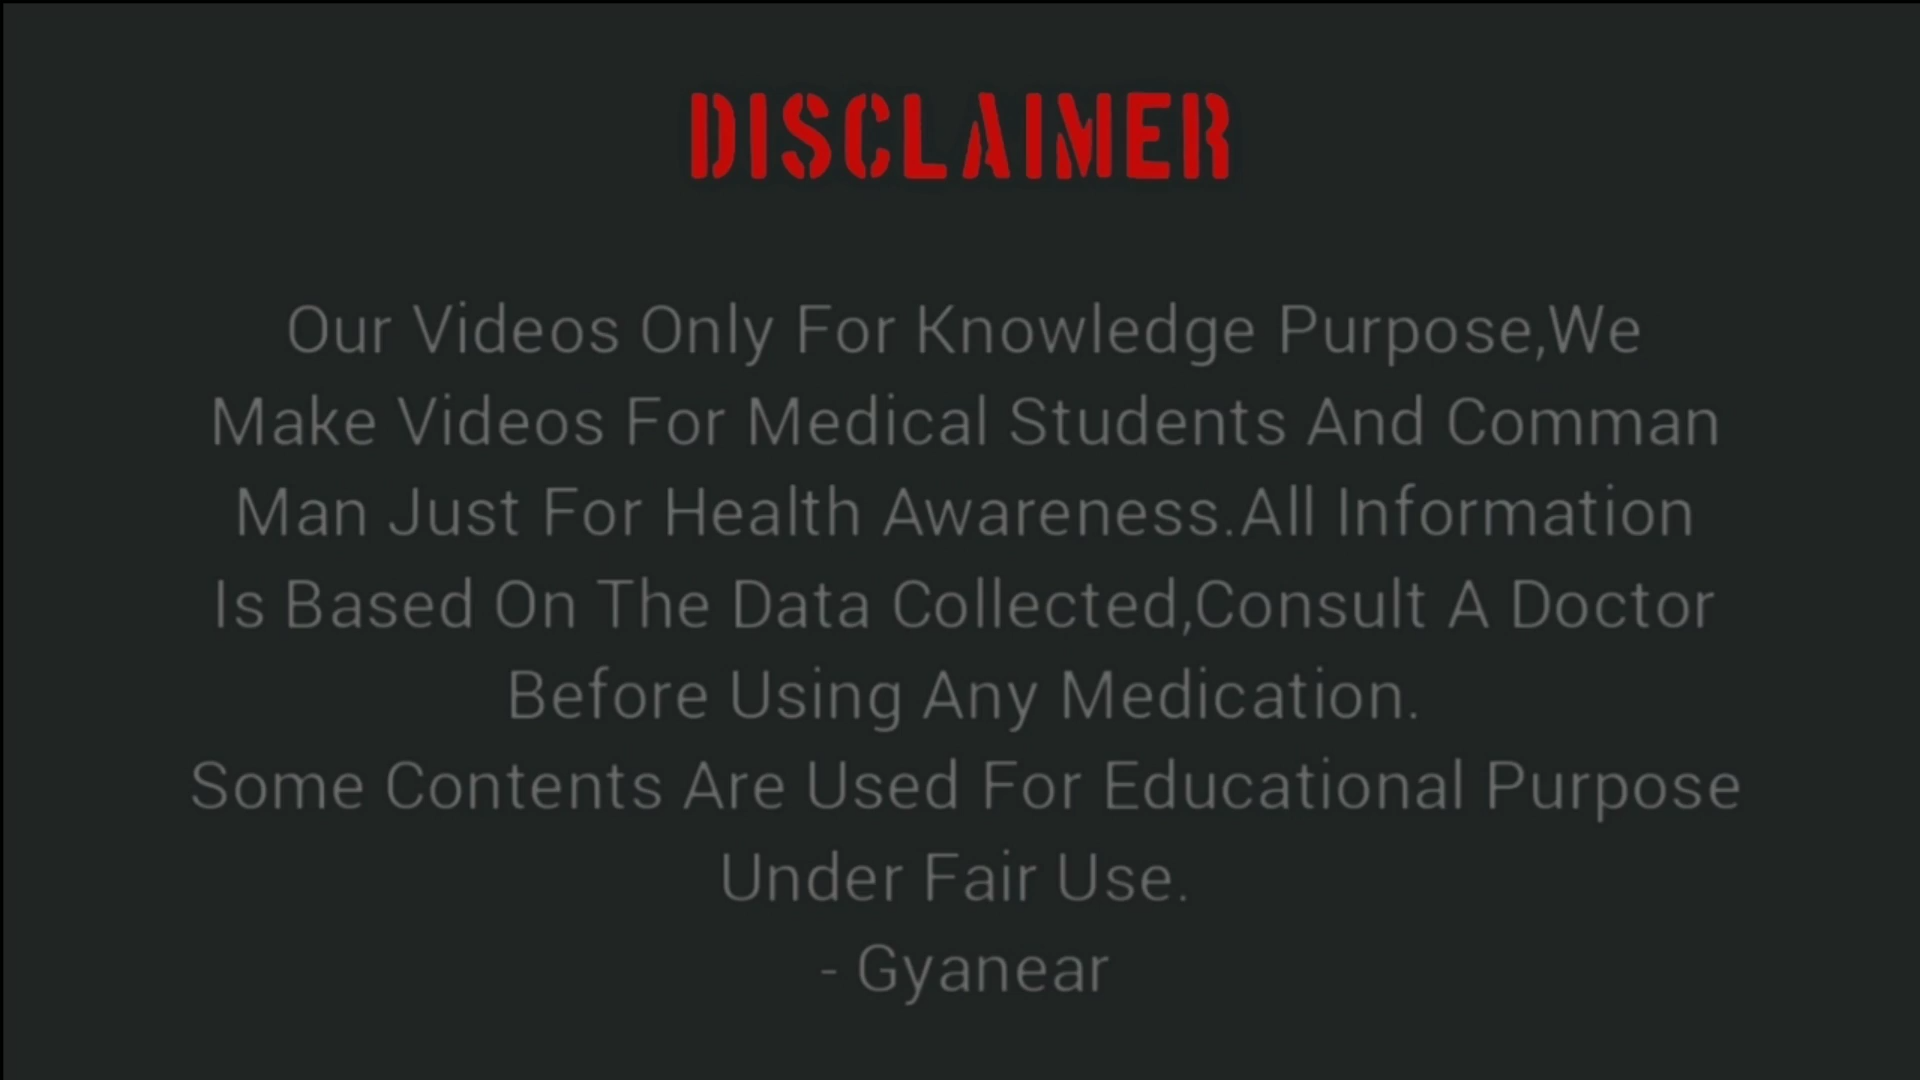 DISCLAIMER
Our Videos Only For Knowledge Purpose,We
Make Videos For Medical Students And Comman
Man Just For Health Awareness.All Information
Is Based On The Data Collected,Consult A Doctor
Before Using Any Medication.
Some Contents Are Used For Educational Purpose
Under Fair Use.
- Gyanear